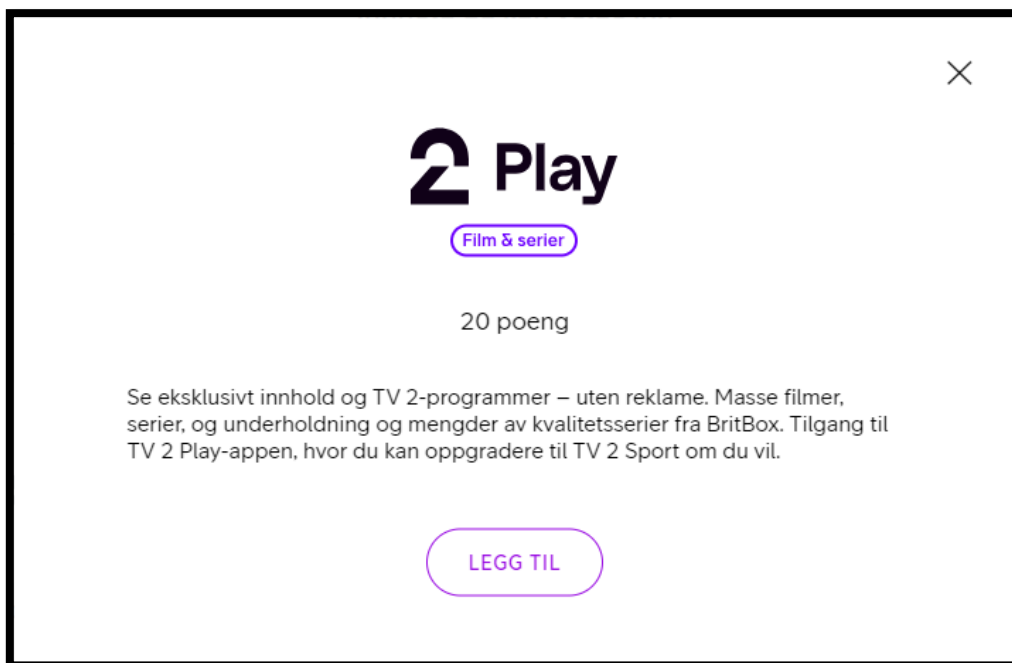 2 Play
Film & serier
20 poeng
Se eksklusivt innhold og TV 2-programmer – uten reklame. Masse filmer,
serier, og underholdning og mengder av kvalitetsserier fra BritBox. Tilgang til
TV 2 Play-appen, hvor du kan oppgradere til TV 2 Sport om du vil.
LEGG TIL